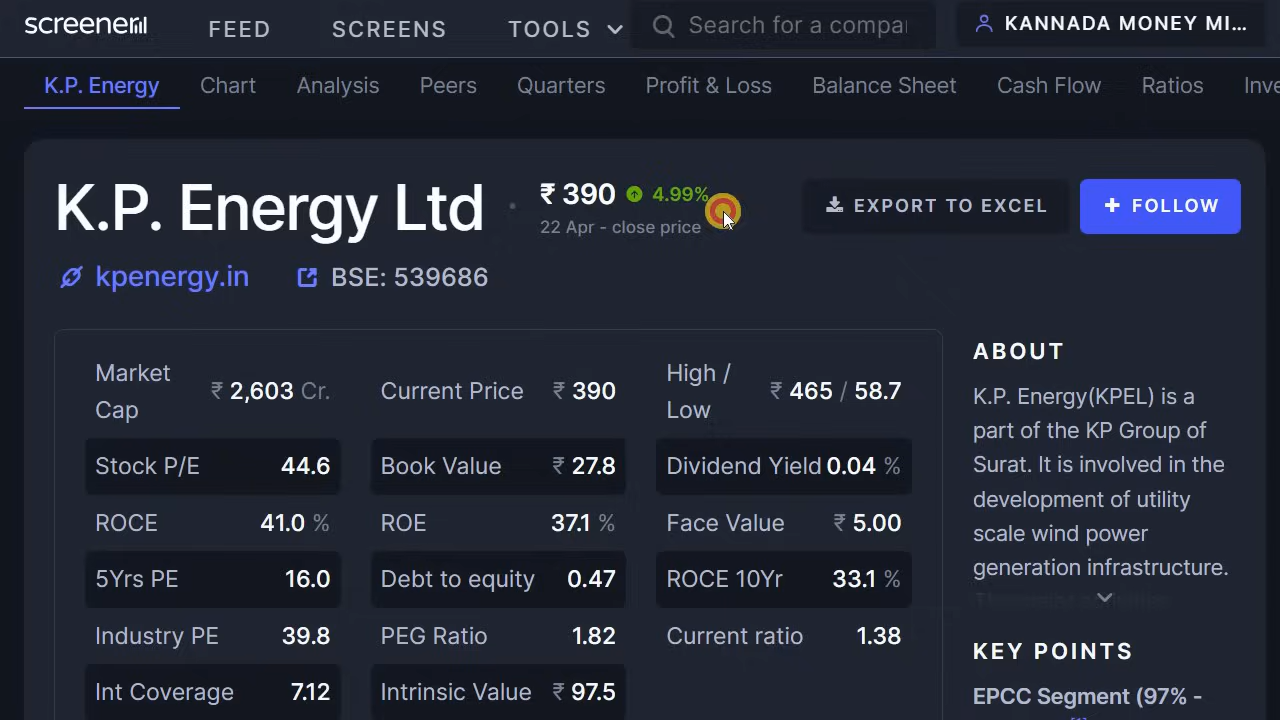 screener
FEED
SCREENS
TOOLS
Search for a compa
KANNADA MONEY MI...
K.P. Energy
Chart
Analysis
Peers
Quarters
Profit & Loss
Balance Sheet
Cash Flow
Ratios
Inve
K.P. Energy Ltd
₹ 390 4.99%
22 Apr - close price
EXPORT TO EXCEL
+ FOLLOW
kpenergy.in
BSE: 539686
Market Cap ₹ 2,603 Cr.
Current Price ₹ 390
High / Low ₹ 465 / 58.7
Stock P/E 44.6
Book Value ₹ 27.8
Dividend Yield 0.04 %
ROCE 41.0 %
ROE 37.1 %
Face Value ₹ 5.00
5Yrs PE 16.0
Debt to equity 0.47
ROCE 10Yr 33.1 %
Industry PE 39.8
PEG Ratio 1.82
Current ratio 1.38
Int Coverage 7.12
Intrinsic Value ₹ 97.5
ABOUT
K.P. Energy(KPEL) is a
part of the KP Group of
Surat. It is involved in the
development of utility
scale wind power
generation infrastructure.
KEY POINTS
EPCC Segment (97% -